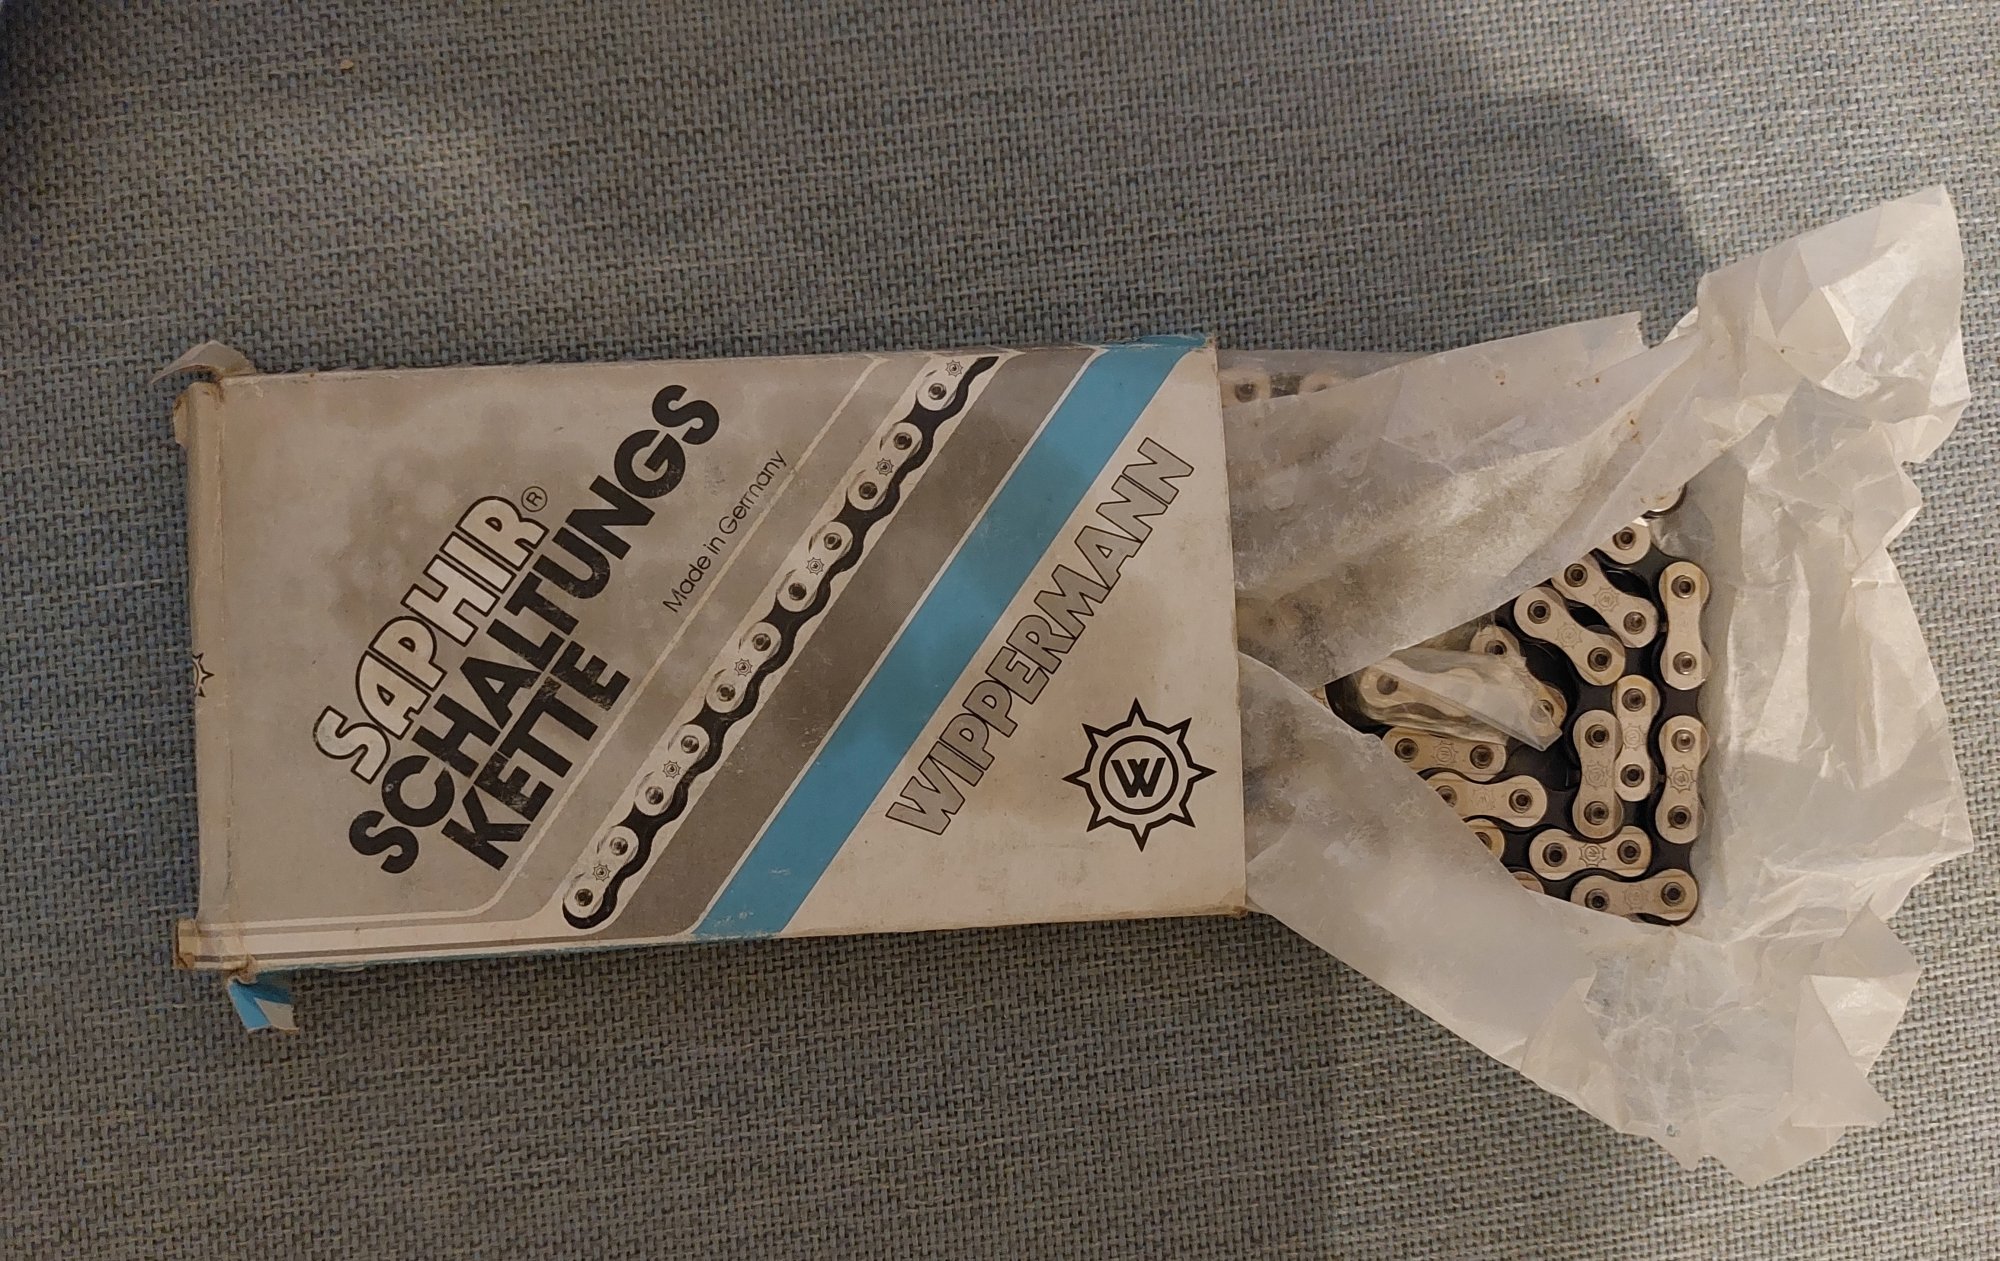 SAPHIR®
SCHALTUNGS
KETTE
Made in Germany
WIPPERMANN
W